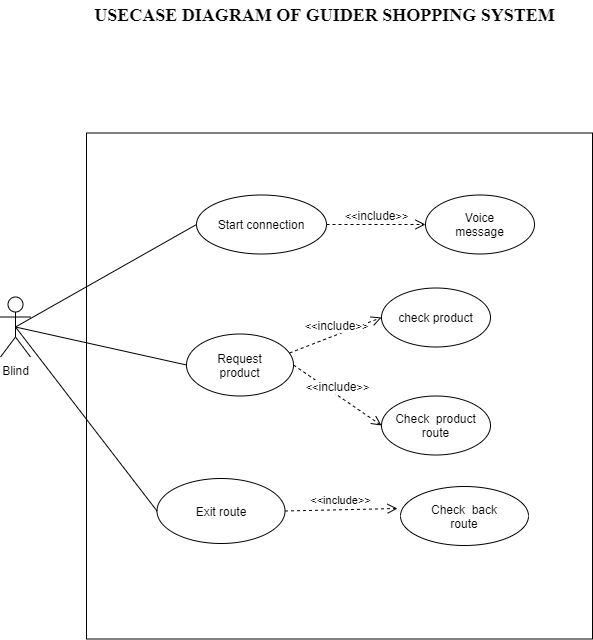 USECASE DIAGRAM OF GUIDER SHOPPING SYSTEM
Start connection
<<include>>
Voice
message
Blind
Request
product
<<include>>
check product
<<include>>
Check product
route
Exit route
<<include>>
Check back
route